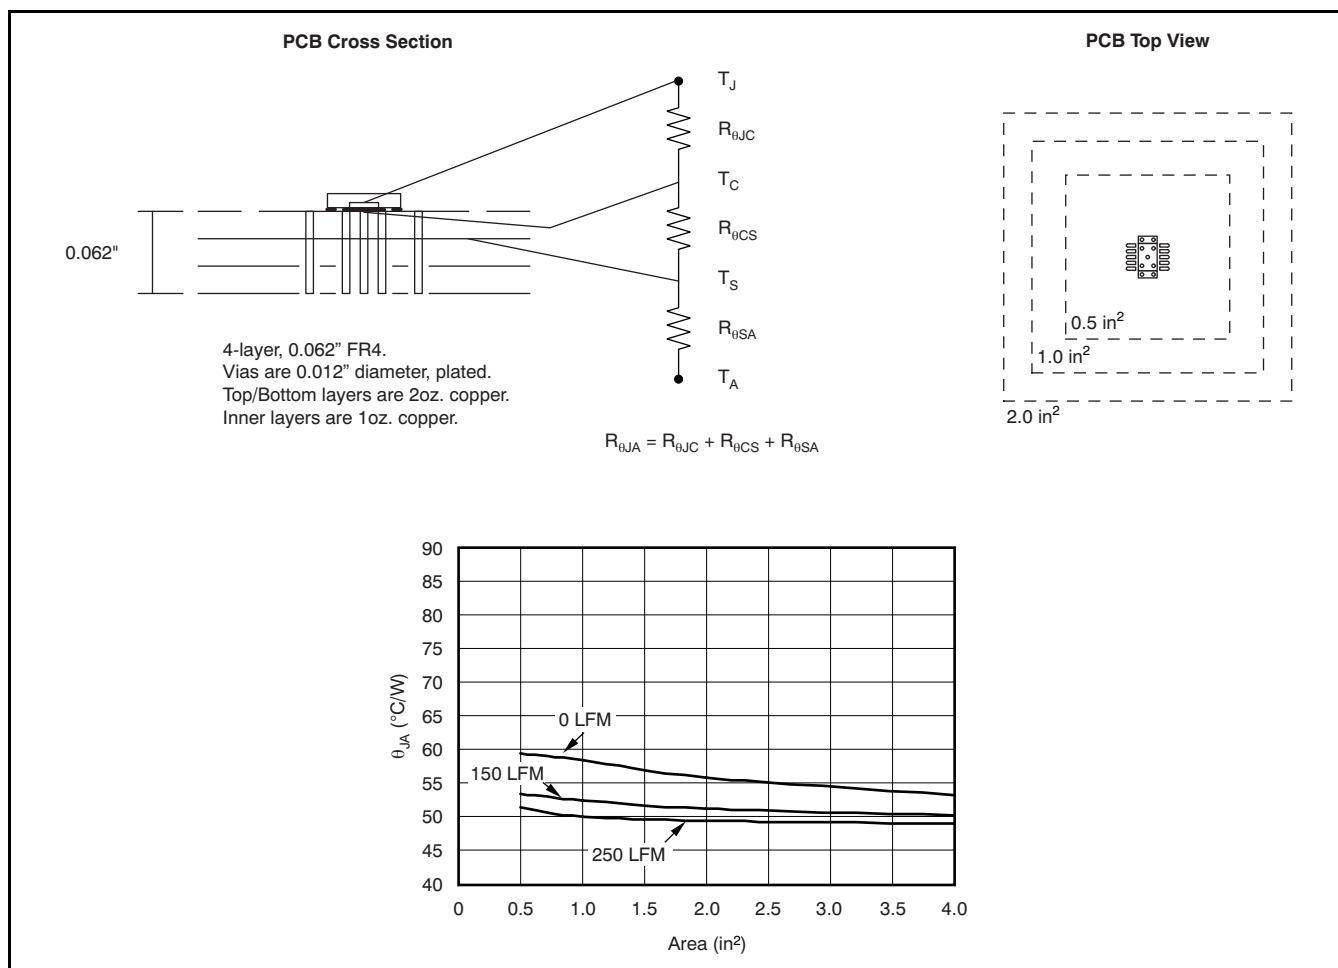 PCB Cross Section
PCB Top View
T_J
R_θJC
T_C
R_θCS
T_S
R_θSA
T_A
0.062"
4-layer, 0.062” FR4.
Vias are 0.012” diameter, plated.
Top/Bottom layers are 2oz. copper.
Inner layers are 1oz. copper.
R_θJA = R_θJC + R_θCS + R_θSA
0.5 in²
1.0 in²
2.0 in²
90
85
80
75
70
65
60
55
50
45
40
θ_JA (°C/W)
0 LFM
150 LFM
250 LFM
0 0.5 1.0 1.5 2.0 2.5 3.0 3.5 4.0
Area (in²)